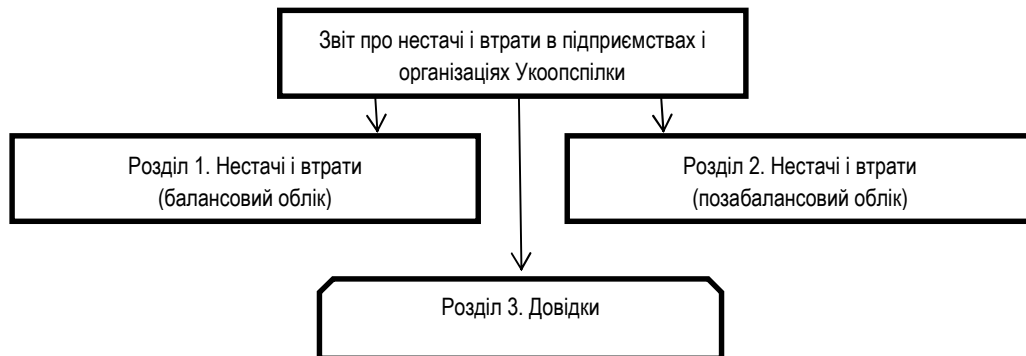 Звіт про нестачі і втрати в підприємствах і
організаціях Укоопспілки
Розділ 1. Нестачі і втрати
(балансовий облік)
Розділ 2. Нестачі і втрати
(позабалансовий облік)
Розділ 3. Довідки